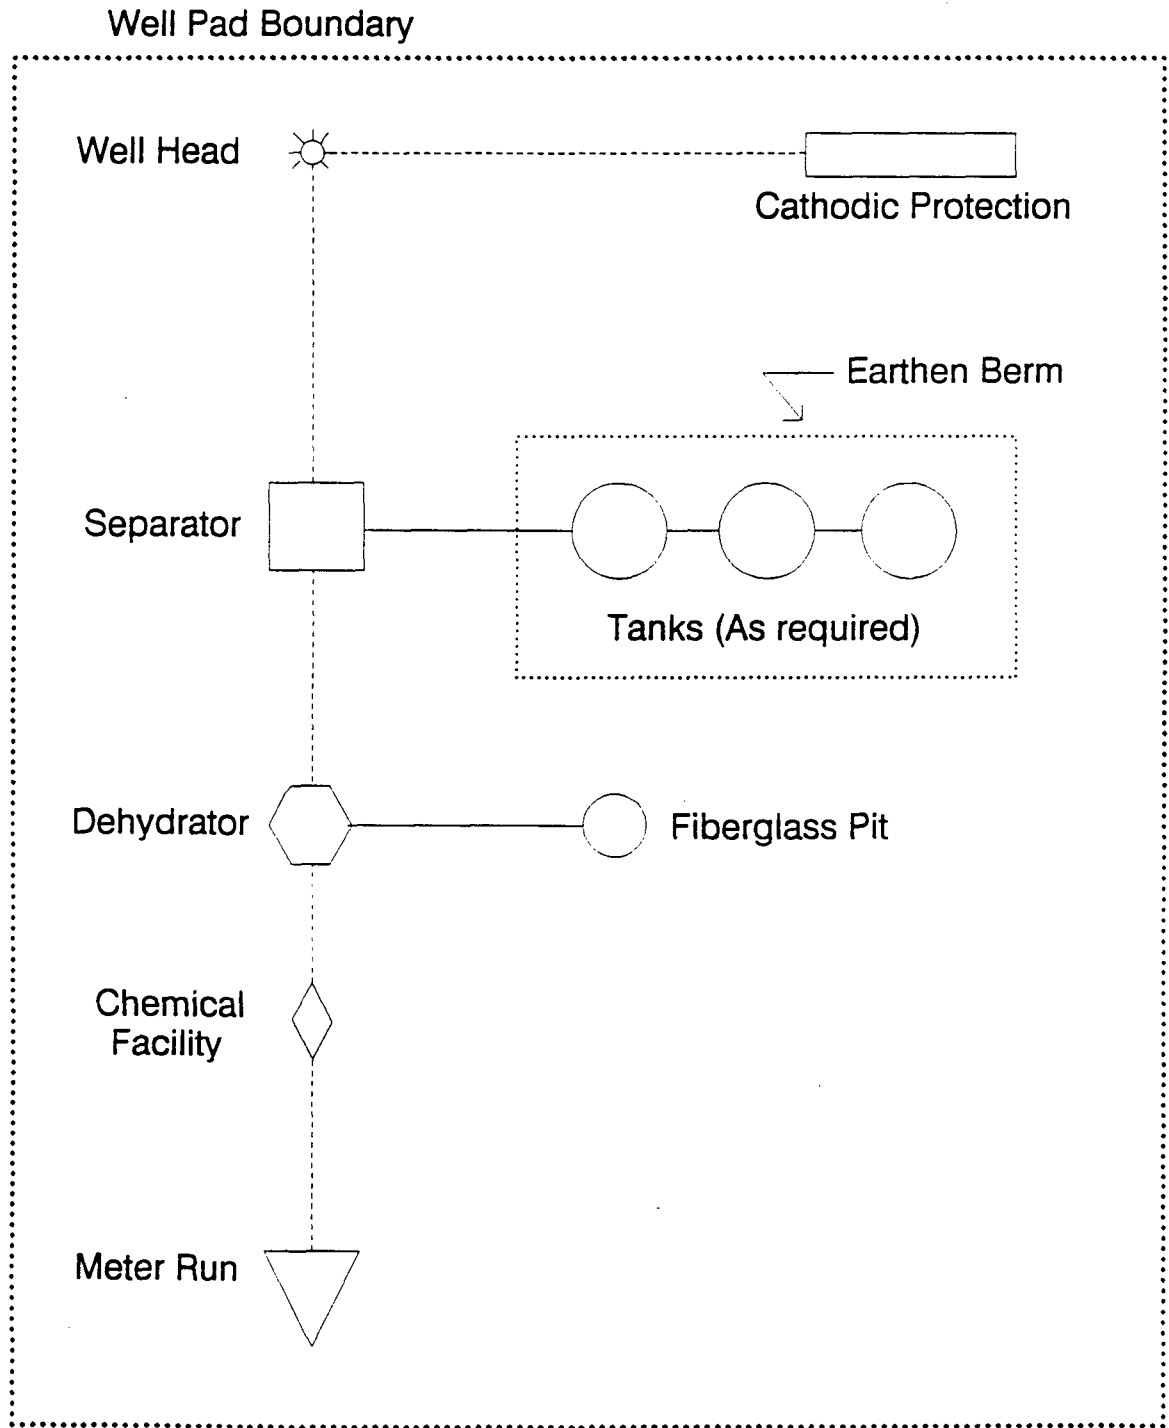 Well Pad Boundary
Well Head
Cathodic Protection
Earthen Berm
Separator
Tanks (As required)
Dehydrator
Fiberglass Pit
Chemical
Facility
Meter Run